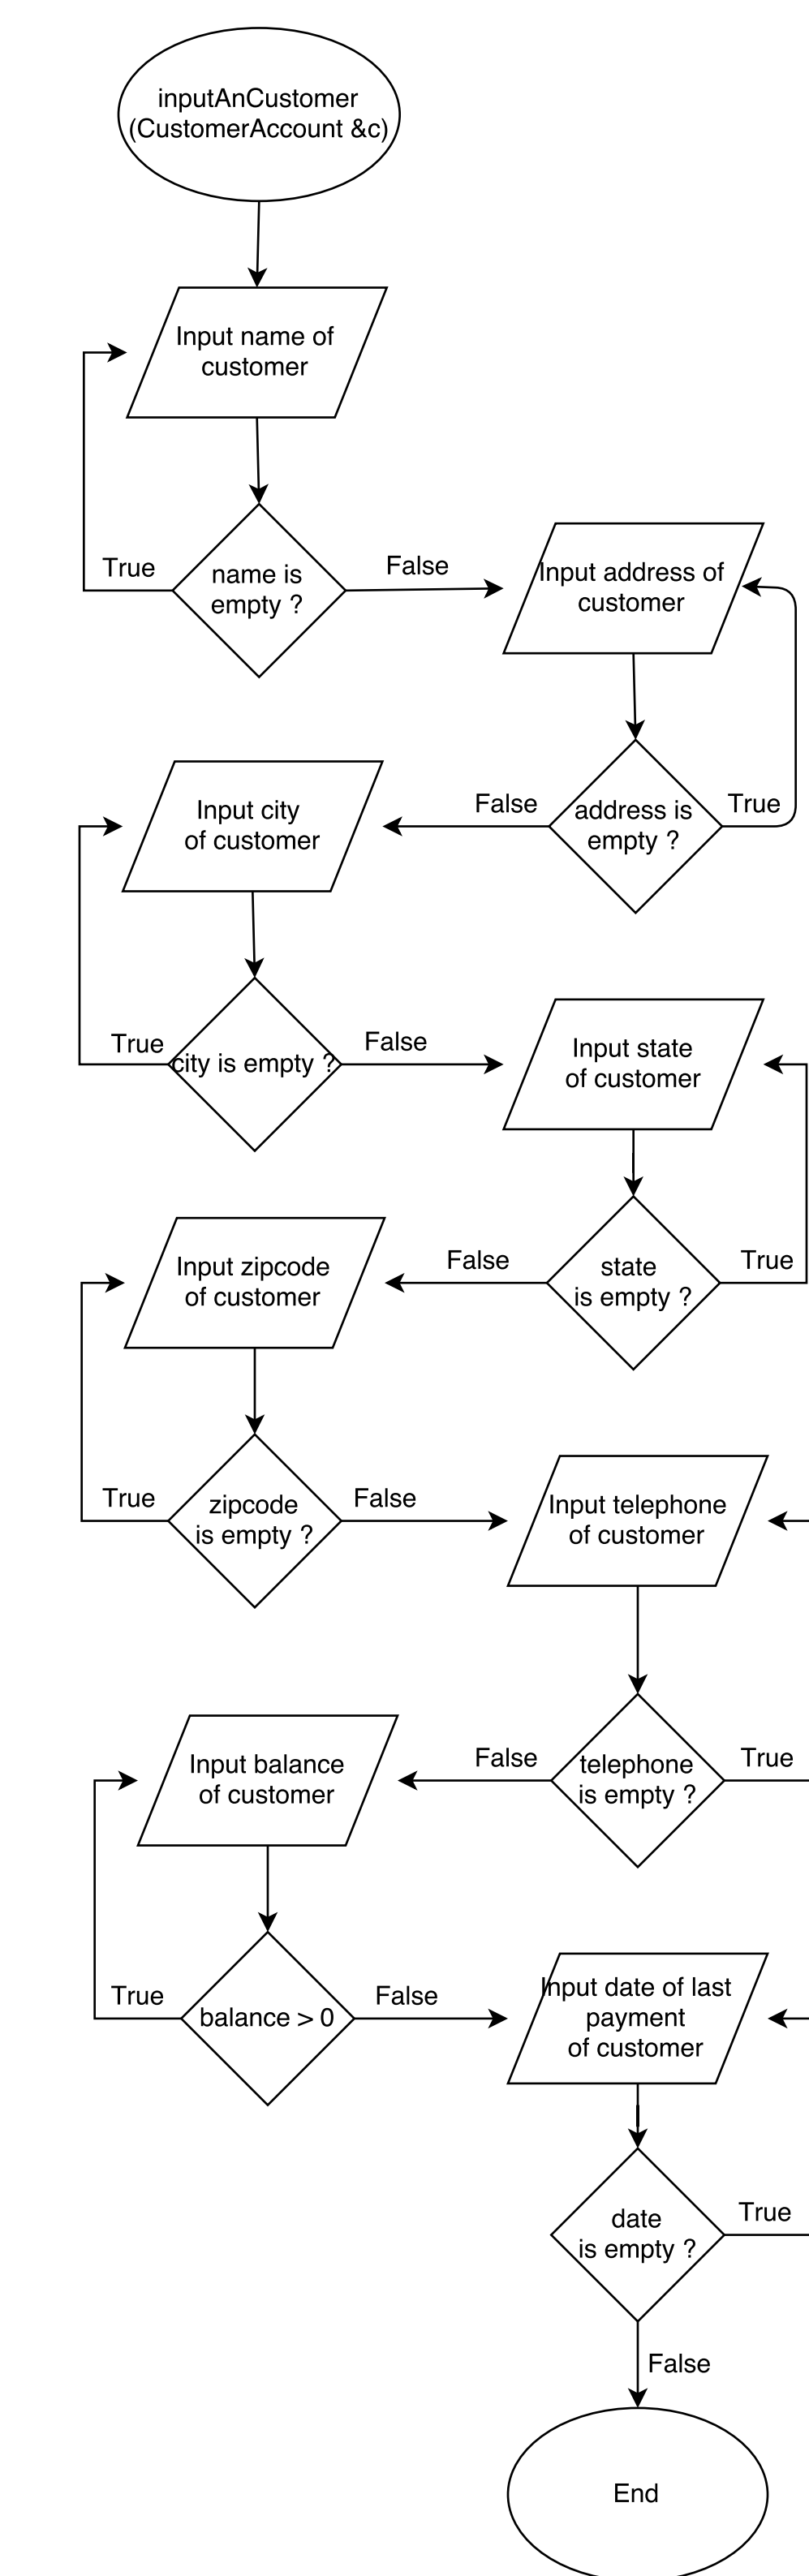 inputAnCustomer
(CustomerAccount &c)
Input name of
customer
True
name is
empty ?
False
Input address of
customer
False
address is
empty ?
True
Input city
of customer
True
city is empty ?
False
Input state
of customer
False
state
is empty ?
True
Input zipcode
of customer
True
zipcode
is empty ?
False
Input telephone
of customer
False
telephone
is empty ?
True
Input balance
of customer
True
balance > 0
False
Input date of last
payment
of customer
date
is empty ?
True
False
End